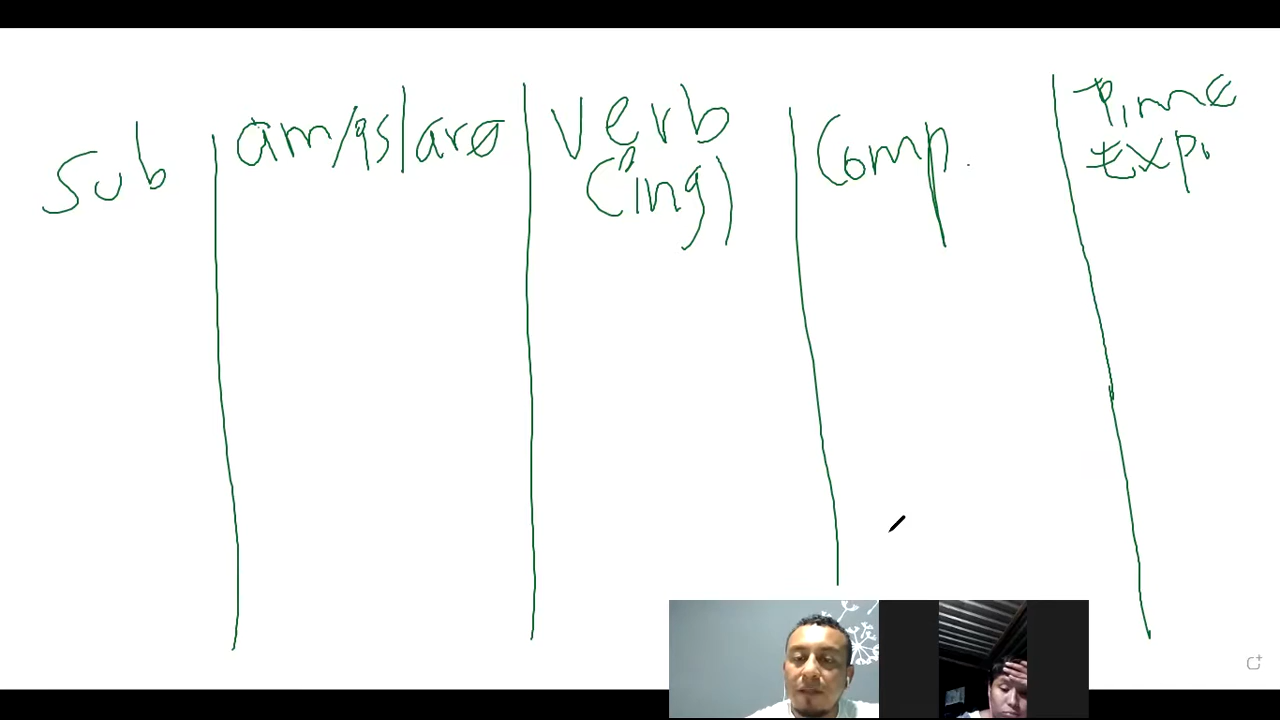 Sub
am/is/are
Verb
(ing)
Comp.
time
Exp.